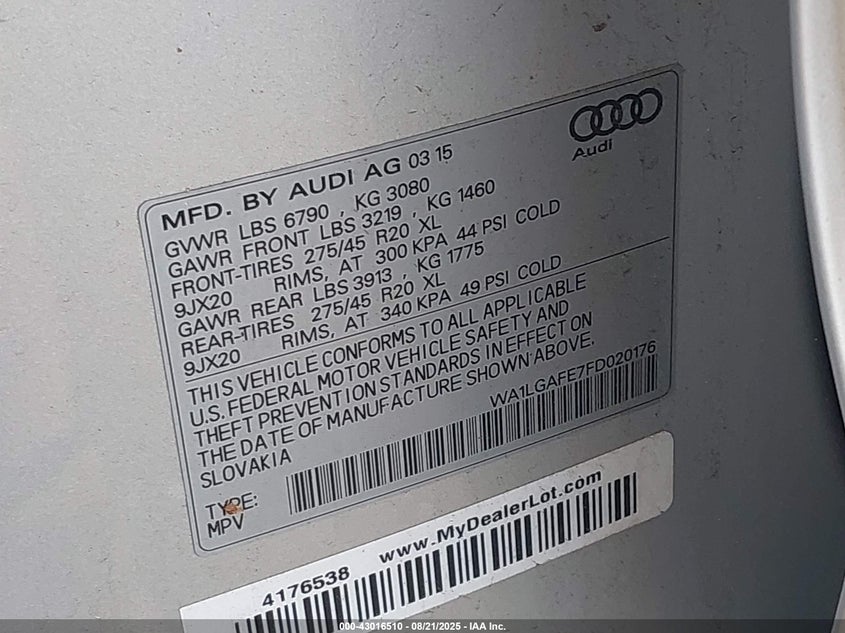 Audi
MFD. BY AUDI AG 03 15
GVWR LBS 6790 , KG 3080
GAWR FRONT LBS 3219 , KG 1460
FRONT-TIRES 275/45 R20 XL
9JX20 RIMS, AT 300 KPA 44 PSI COLD
GAWR REAR LBS 3913 , KG 1775
REAR-TIRES 275/45 R20 XL
9JX20 RIMS, AT 340 KPA 49 PSI COLD
THIS VEHICLE CONFORMS TO ALL APPLICABLE
U.S. FEDERAL MOTOR VEHICLE SAFETY AND
THEFT PREVENTION STANDARDS IN EFFECT ON
THE DATE OF MANUFACTURE SHOWN ABOVE.
SLOVAKIA WA1LGAFE7FD020176
TYPE:
MPV
4176538 www.MyDealerLot.com
000-43016510 - 08/21/2025 - IAA Inc.